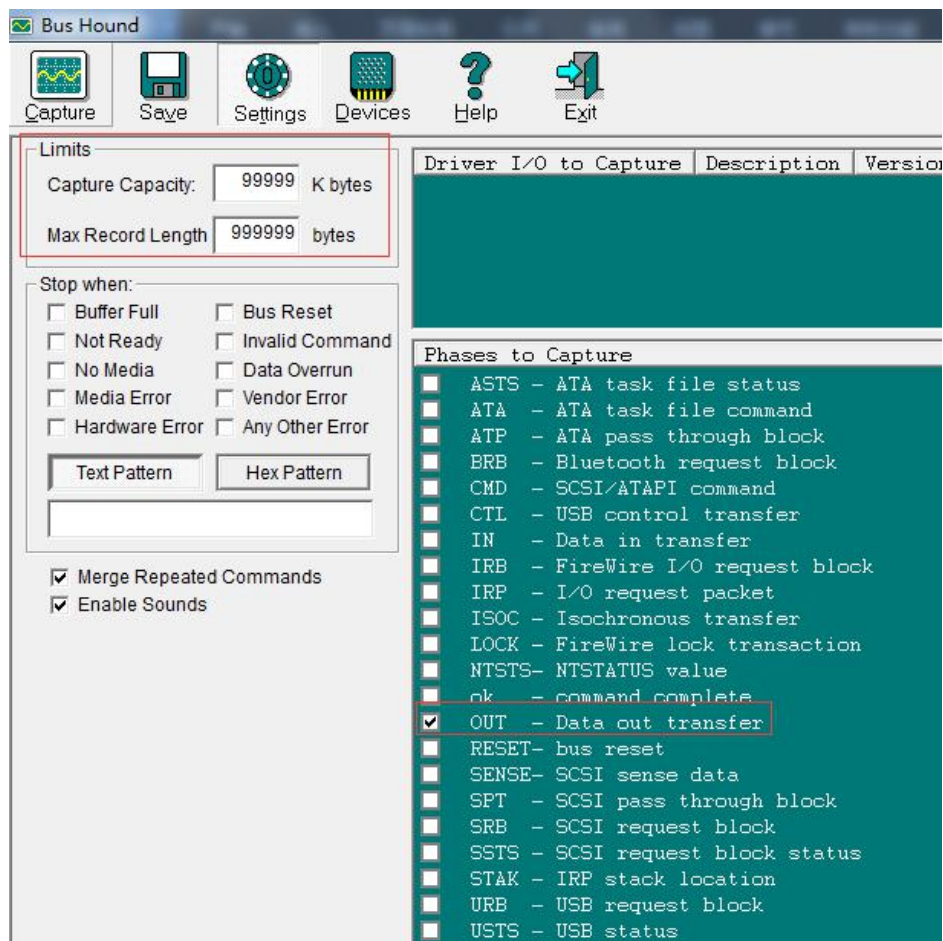 Bus Hound
Capture Save Settings Devices Help Exit
Limits
Capture Capacity: 99999 K bytes
Max Record Length 999999 bytes
Stop when:
Buffer Full Bus Reset
Not Ready Invalid Command
No Media Data Overrun
Media Error Vendor Error
Hardware Error Any Other Error
Text Pattern Hex Pattern
Merge Repeated Commands
Enable Sounds
Driver I/O to Capture Description Version
Phases to Capture
ASTS - ATA task file status
ATA - ATA task file command
ATP - ATA pass through block
BRB - Bluetooth request block
CMD - SCSI/ATAPI command
CTL - USB control transfer
IN - Data in transfer
IRB - FireWire I/O request block
IRP - I/O request packet
ISOC - Isochronous transfer
LOCK - FireWire lock transaction
NTSTS- NTSTATUS value
ok - command complete
OUT - Data out transfer
RESET- bus reset
SENSE- SCSI sense data
SPT - SCSI pass through block
SRB - SCSI request block
SSTS - SCSI request block status
STAK - IRP stack location
URB - USB request block
USTS - USB status